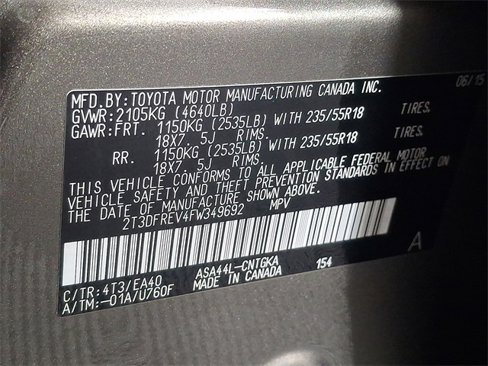 MFD. BY: TOYOTA MOTOR MANUFACTURING CANADA INC. 06/15
GVWR: 2105KG (4640LB)
GAWR: FRT. 1150KG (2535LB) WITH 235/55R18 TIRES.
18X7. 5J RIMS.
RR. 1150KG (2535LB) WITH 235/55R18 TIRES.
18X7. 5J RIMS.
THIS VEHICLE CONFORMS TO ALL APPLICABLE FEDERAL MOTOR
VEHICLE SAFETY AND THEFT PREVENTION STANDARDS IN EFFECT
ON THE DATE OF MANUFACTURE SHOWN ABOVE.
2T3DFREV4FW349692 MPV
A
C/TR: 4T3/EA40 ASA44L-CNTGKA 154
A/TM: -01A/U760F MADE IN CANADA